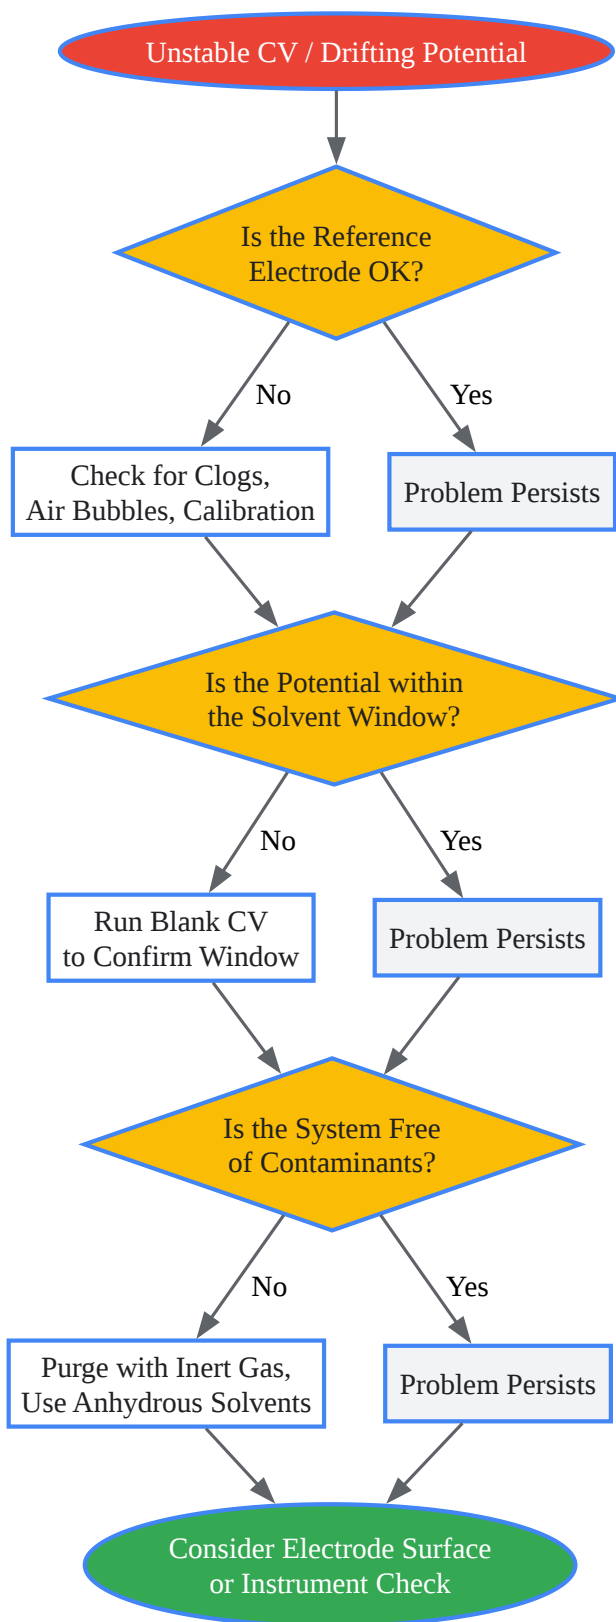 Unstable CV / Drifting Potential
Is the Reference
Electrode OK?
No
Yes
Check for Clogs,
Air Bubbles, Calibration
Problem Persists
Is the Potential within
the Solvent Window?
No
Yes
Run Blank CV
to Confirm Window
Problem Persists
Is the System Free
of Contaminants?
No
Yes
Purge with Inert Gas,
Use Anhydrous Solvents
Problem Persists
Consider Electrode Surface
or Instrument Check